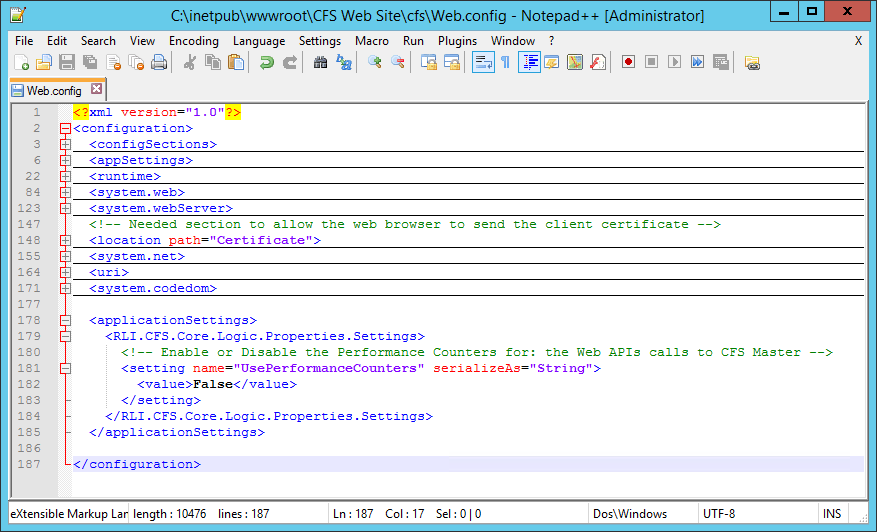 C:\inetpub\wwwroot\CFS Web Site\cfs\Web.config - Notepad++ [Administrator]
File Edit Search View Encoding Language Settings Macro Run Plugins Window ? X
Web.config
1 <?xml version="1.0"?>
2 <configuration>
3 <configSections>
6 <appSettings>
22 <runtime>
84 <system.web>
123 <system.webServer>
147 <!-- Needed section to allow the web browser to send the client certificate -->
148 <location path="Certificate">
155 <system.net>
164 <uri>
171 <system.codedom>
177
178 <applicationSettings>
179 <RLI.CFS.Core.Logic.Properties.Settings>
180 <!-- Enable or Disable the Performance Counters for: the Web APIs calls to CFS Master -->
181 <setting name="UsePerformanceCounters" serializeAs="String">
182 <value>False</value>
183 </setting>
184 </RLI.CFS.Core.Logic.Properties.Settings>
185 </applicationSettings>
186
187 </configuration>
eXtensible Markup Lan length : 10476 lines : 187 Ln : 187 Col : 17 Sel : 0 | 0 Dos\Windows UTF-8 INS